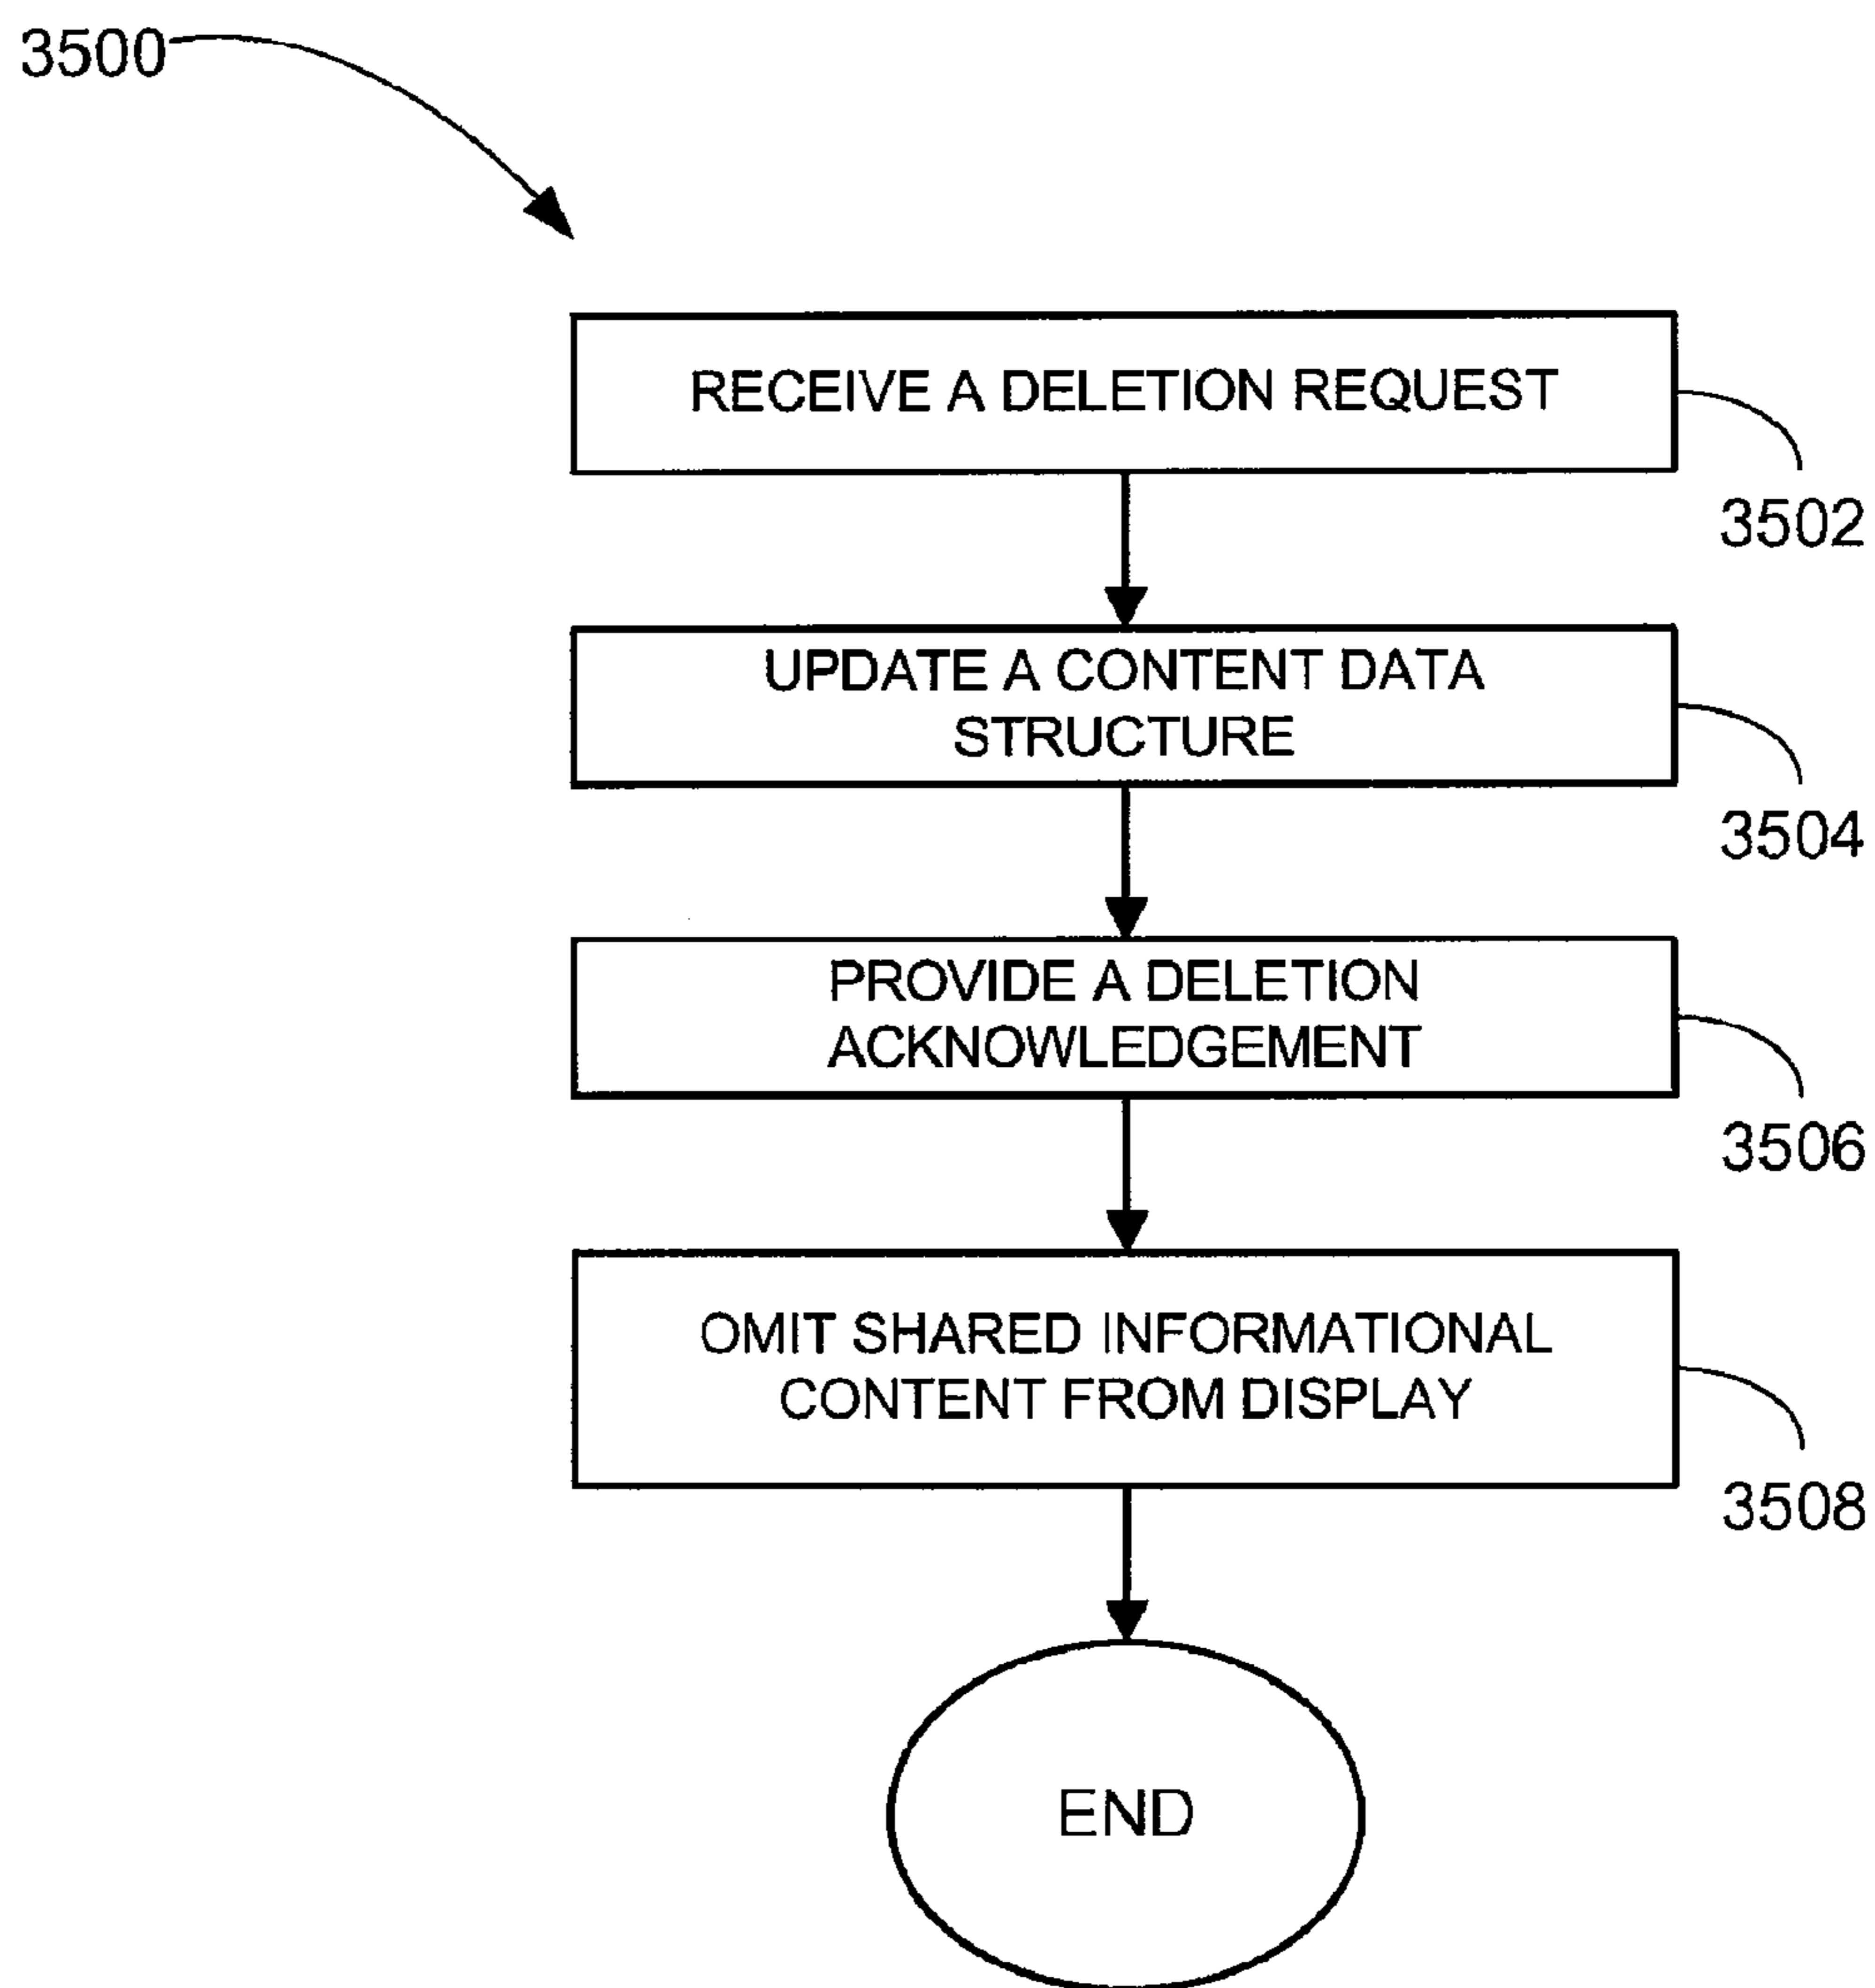 3500
RECEIVE A DELETION REQUEST
3502
UPDATE A CONTENT DATA
STRUCTURE
3504
PROVIDE A DELETION
ACKNOWLEDGEMENT
3506
OMIT SHARED INFORMATIONAL
CONTENT FROM DISPLAY
3508
END